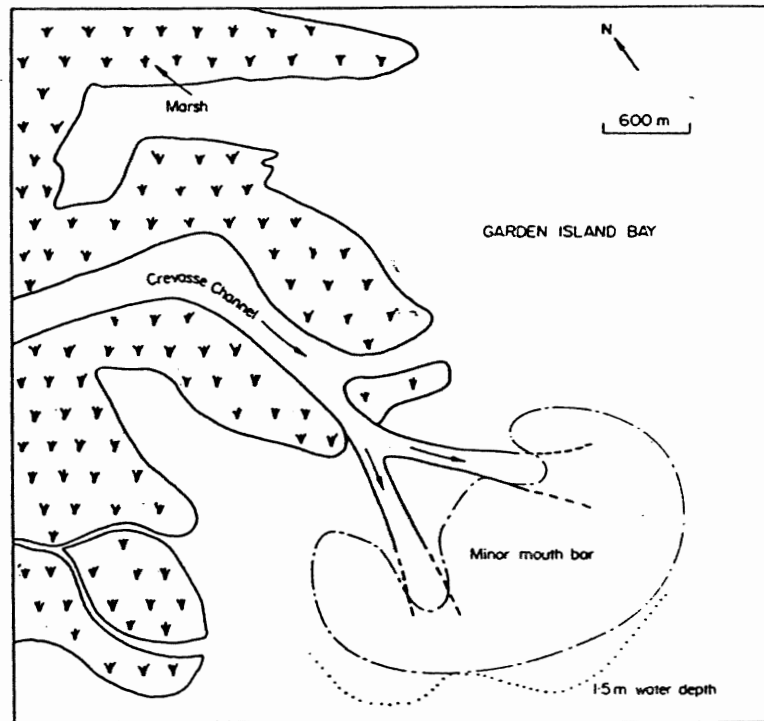 N
Marsh
600 m
GARDEN ISLAND BAY
Crevasse Channel
Minor mouth bar
1·5 m water depth